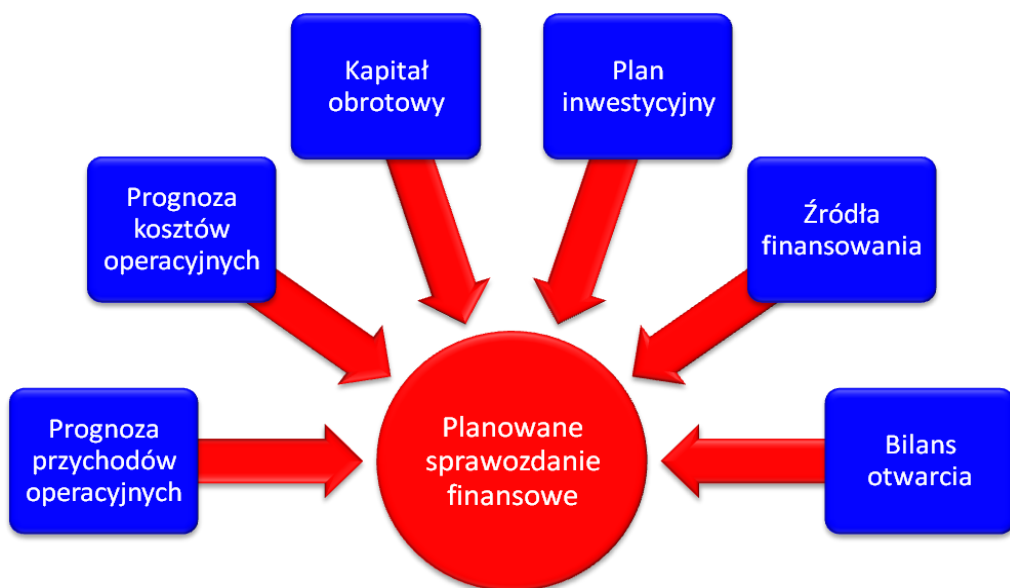 Kapitał
obrotowy
Plan
inwestycyjny
Prognoza
kosztów
operacyjnych
Źródła
finansowania
Prognoza
przychodów
operacyjnych
Planowane
sprawozdanie
finansowe
Bilans
otwarcia